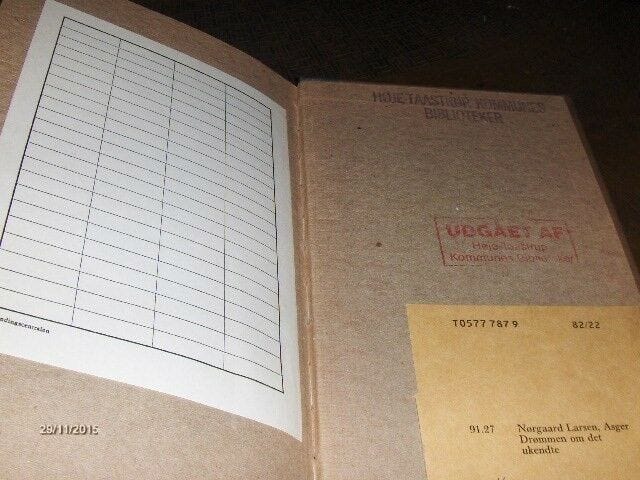 HØJE-TAASTRUP KOMMUNES
BIBLIOTEKER
UDGAET AF
Høje-Taastrup
Kommunes Biblioteker
T0577 787 9 82/22
91.27 Nørgaard Larsen, Asger
Drømmen om det
ukendte
29/11/2015